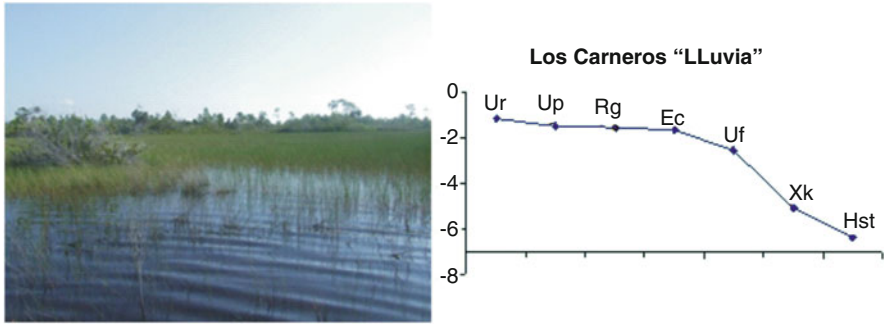 Los Carneros “LLuvia”
0
-2
-4
-6
-8
Ur
Up
Rg
Ec
Uf
Xk
Hst